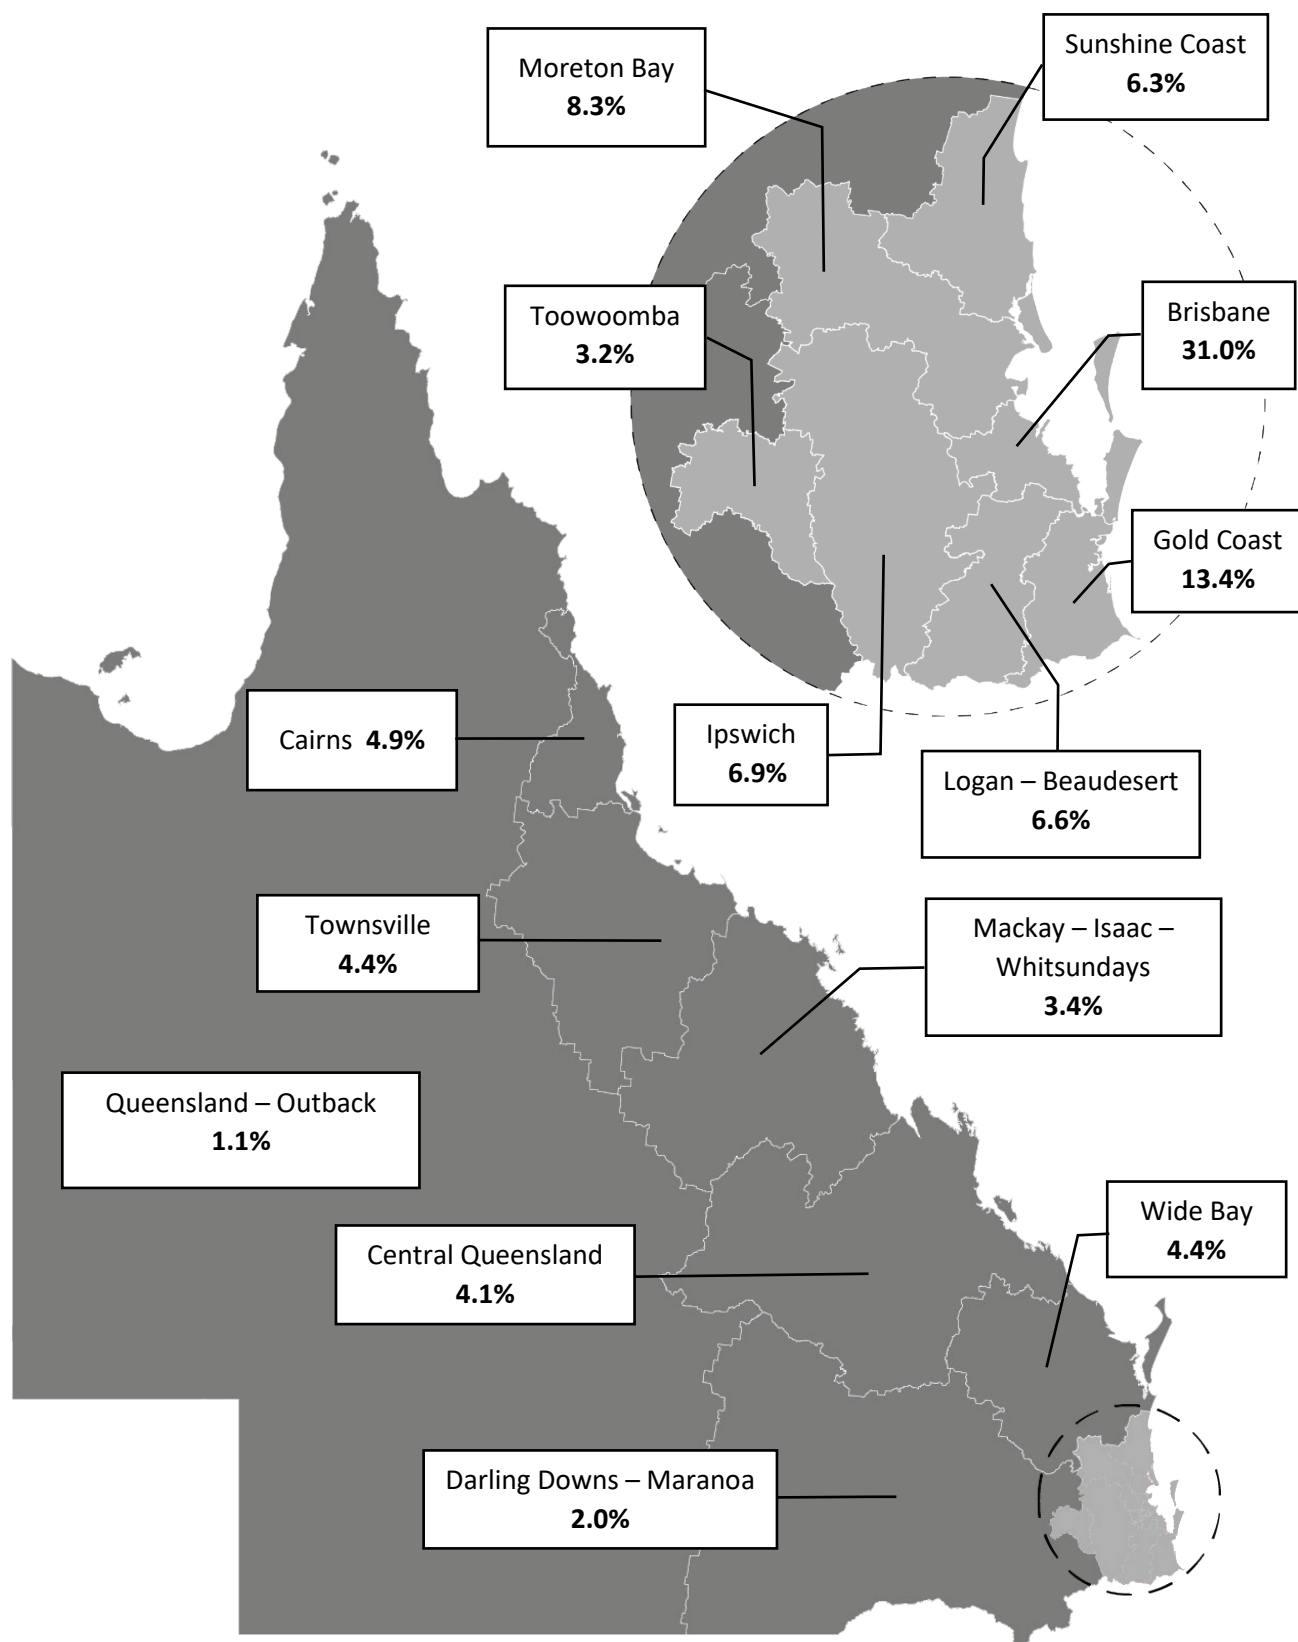 Sunshine Coast
6.3%
Moreton Bay
8.3%
Toowoomba
3.2%
Brisbane
31.0%
Gold Coast
13.4%
Cairns 4.9%
Ipswich
6.9%
Logan – Beaudesert
6.6%
Townsville
4.4%
Mackay – Isaac –
Whitsundays
3.4%
Queensland – Outback
1.1%
Central Queensland
4.1%
Wide Bay
4.4%
Darling Downs – Maranoa
2.0%